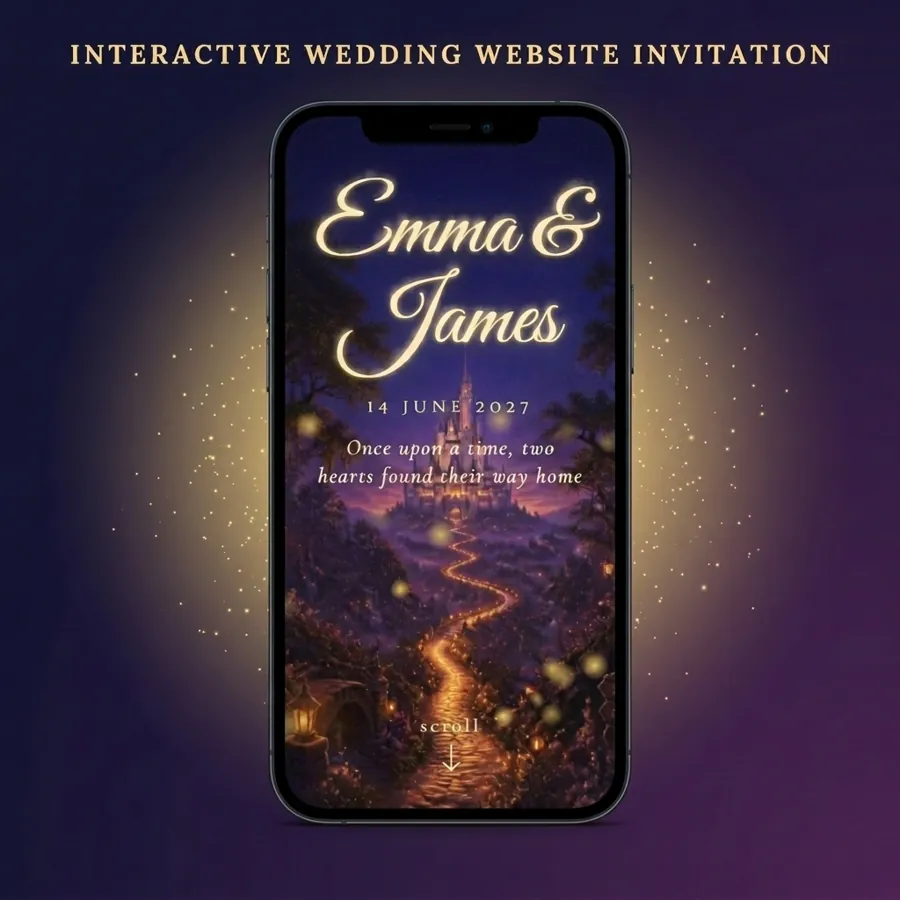 INTERACTIVE WEDDING WEBSITE INVITATION
Emma &
James
14 JUNE 2027
Once upon a time, two
hearts found their way home
scroll